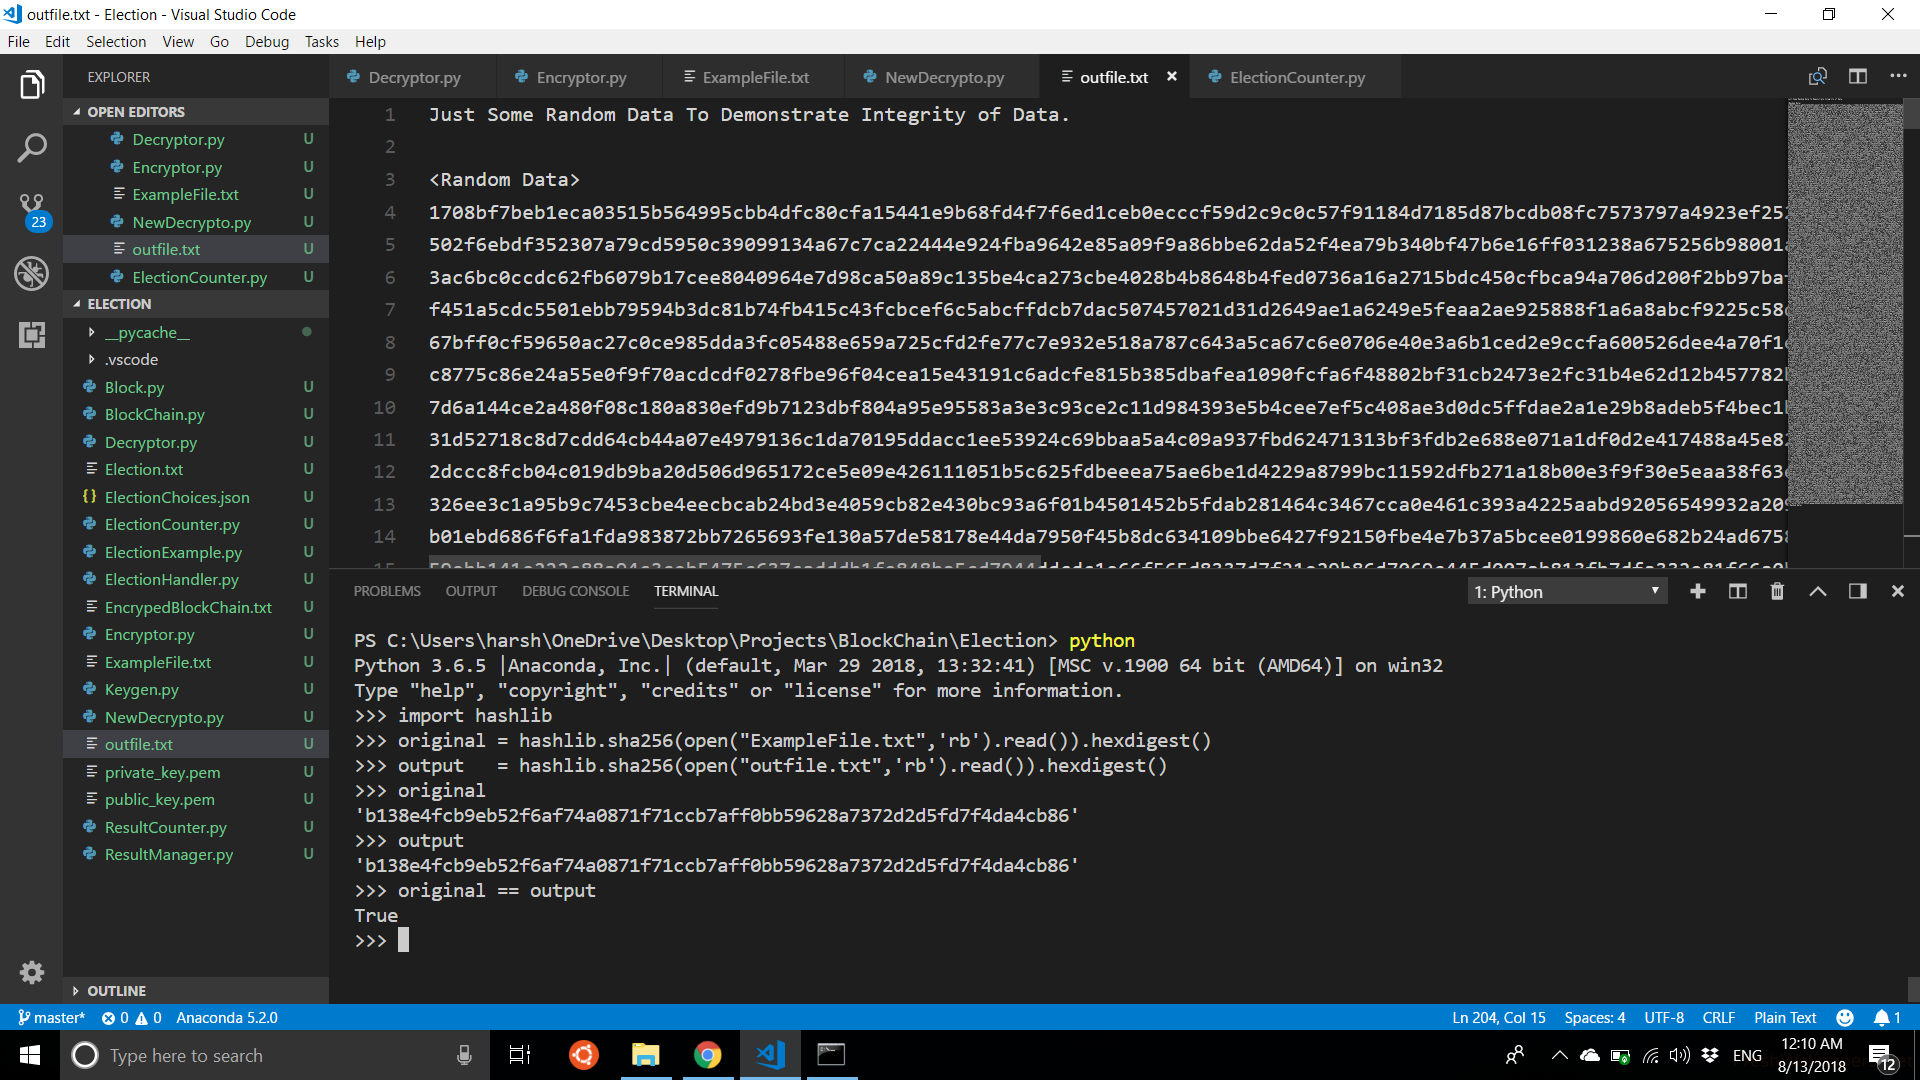 outfile.txt - Election - Visual Studio Code
File Edit Selection View Go Debug Tasks Help
EXPLORER
OPEN EDITORS
Decryptor.py U
Encryptor.py U
ExampleFile.txt U
NewDecrypto.py U
outfile.txt U
ElectionCounter.py U
ELECTION
__pycache__
.vscode
Block.py U
BlockChain.py U
Decryptor.py U
Election.txt U
{} ElectionChoices.json U
ElectionCounter.py U
ElectionExample.py U
ElectionHandler.py U
EncrypedBlockChain.txt U
Encryptor.py U
ExampleFile.txt U
Keygen.py U
NewDecrypto.py U
outfile.txt U
private_key.pem U
public_key.pem U
ResultCounter.py U
ResultManager.py U
OUTLINE
23
Decryptor.py Encryptor.py ExampleFile.txt NewDecrypto.py outfile.txt ElectionCounter.py
1 Just Some Random Data To Demonstrate Integrity of Data.
2
3 <Random Data>
4 1708bf7beb1eca03515b564995cbb4dfc80cfa15441e9b68fd4f7f6ed1ceb0ecccf59d2c9c0c57f91184d7185d87bcdb08fc7573797a4923ef252
5 502f6ebdf352307a79cd5950c39099134a67c7ca22444e924fba9642e85a09f9a86bbe62da52f4ea79b340bf47b6e16ff031238a675256b98001a
6 3ac6bc0ccdc62fb6079b17cee8040964e7d98ca50a89c135be4ca273cbe4028b4b8648b4fed0736a16a2715bdc450cfbca94a706d200f2bb97ba
7 f451a5cdc5501ebb79594b3dc81b74fb415c43fcbcef6c5abcffdcb7dac507457021d31d2649ae1a6249e5feaa2ae925888f1a6a8abcf9225c58
8 67bff0cf59650ac27c0ce985dda3fc05488e659a725cfd2fe77c7e932e518a787c643a5ca67c6e0706e40e3a6b1ced2e9ccfa600526dee4a70f1
9 c8775c86e24a55e0f9f70acdcdf0278fbe96f04cea15e43191c6adcfe815b385dbafea1090fcfa6f48802bf31cb2473e2fc31b4e62d12b457782
10 7d6a144ce2a480f08c180a830efd9b7123dbf804a95e95583a3e3c93ce2c11d984393e5b4cee7ef5c408ae3d0dc5ffdae2a1e29b8adeb5f4bec1
11 31d52718c8d7cdd64cb44a07e4979136c1da70195ddacc1ee53924c69bbaa5a4c09a937fbd62471313bf3fdb2e688e071a1df0d2e417488a45e8
12 2dccc8fcb04c019db9ba20d506d965172ce5e09e426111051b5c625fdbeeea75ae6be1d4229a8799bc11592dfb271a18b00e3f9f30e5eaa38f63
13 326ee3c1a95b9c7453cbe4eecbcab24bd3e4059cb82e430bc93a6f01b4501452b5fdab281464c3467cca0e461c393a4225aabd92056549932a20
14 b01ebd686f6fa1fda983872bb7265693fe130a57de58178e44da7950f45b8dc634109bbe6427f92150fbe4e7b37a5bcee0199860e682b24ad675
15
PROBLEMS OUTPUT DEBUG CONSOLE TERMINAL
1: Python
PS C:\Users\harsh\OneDrive\Desktop\Projects\BlockChain\Election> python
Python 3.6.5 |Anaconda, Inc.| (default, Mar 29 2018, 13:32:41) [MSC v.1900 64 bit (AMD64)] on win32
Type "help", "copyright", "credits" or "license" for more information.
>>> import hashlib
>>> original = hashlib.sha256(open("ExampleFile.txt",'rb').read()).hexdigest()
>>> output   = hashlib.sha256(open("outfile.txt",'rb').read()).hexdigest()
>>> original
'b138e4fcb9eb52f6af74a0871f71ccb7aff0bb59628a7372d2d5fd7f4da4cb86'
>>> output
'b138e4fcb9eb52f6af74a0871f71ccb7aff0bb59628a7372d2d5fd7f4da4cb86'
>>> original == output
True
>>>
master* 0 0 Anaconda 5.2.0
Ln 204, Col 15 Spaces: 4 UTF-8 CRLF Plain Text 1
Type here to search
ENG
12:10 AM
8/13/2018
12